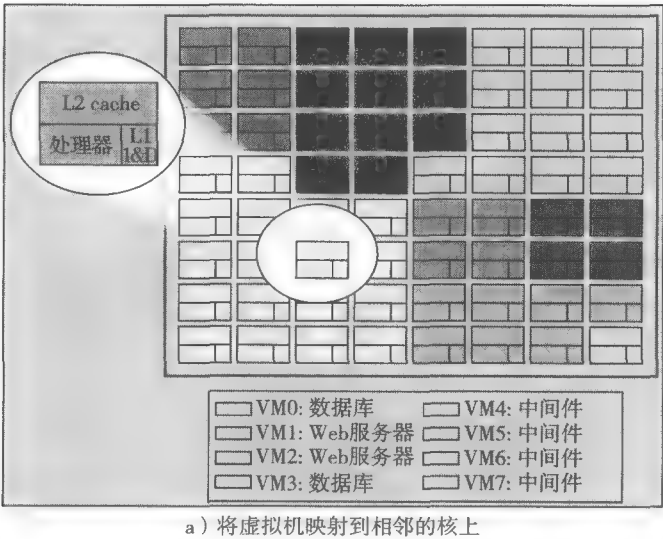 L2 cache
处理器
L1
I&D
VM0: 数据库
VM4: 中间件
VM1: Web服务器
VM5: 中间件
VM2: Web服务器
VM6: 中间件
VM3: 数据库
VM7: 中间件
a）将虚拟机映射到相邻的核上